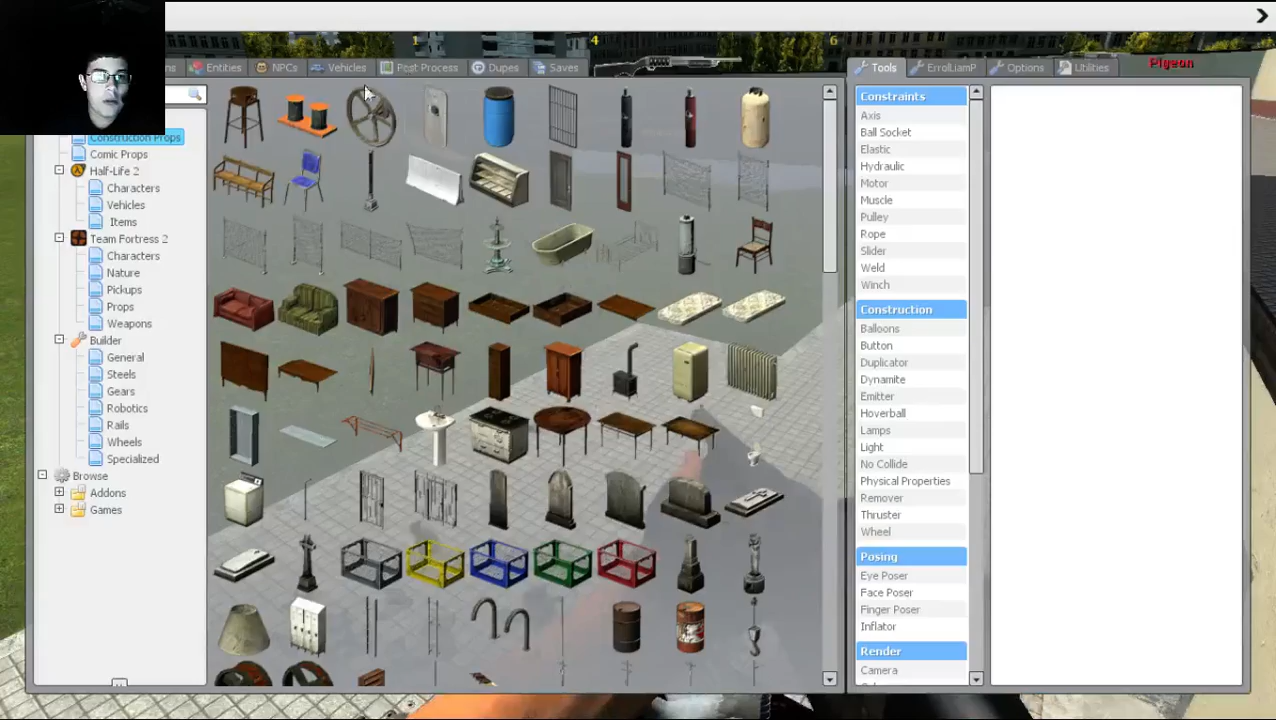 1
4
6
Entities
NPCs
Vehicles
Post Process
Dupes
Saves
Tools
ErrolLiamP
Options
Utilities
Pigeon
Construction Props
Comic Props
Half-Life 2
Characters
Vehicles
Items
Team Fortress 2
Characters
Nature
Pickups
Props
Weapons
Builder
General
Steels
Gears
Robotics
Rails
Wheels
Specialized
Browse
Addons
Games
Constraints
Axis
Ball Socket
Elastic
Hydraulic
Motor
Muscle
Pulley
Rope
Slider
Weld
Winch
Construction
Balloons
Button
Duplicator
Dynamite
Emitter
Hoverball
Lamps
Light
No Collide
Physical Properties
Remover
Thruster
Wheel
Posing
Eye Poser
Face Poser
Finger Poser
Inflator
Render
Camera